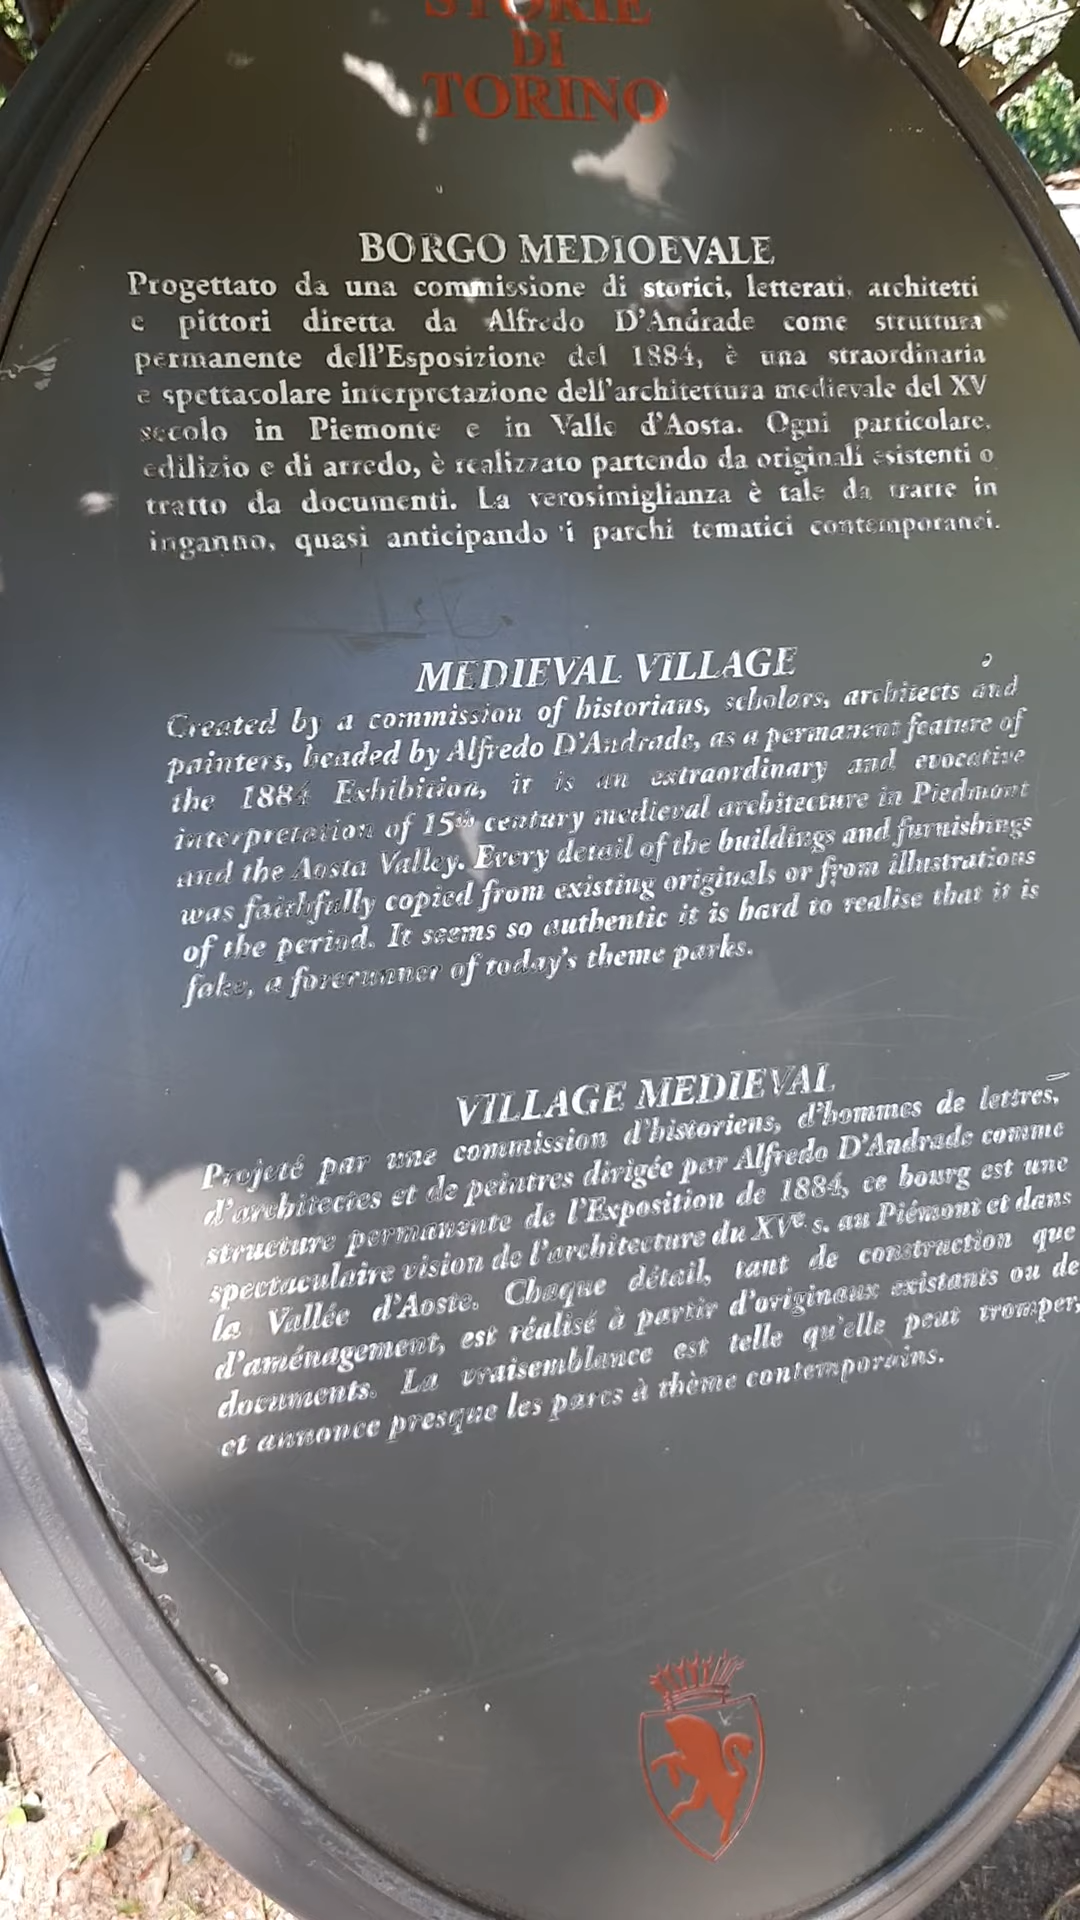 STORIE
DI
TORINO
BORGO MEDIOEVALE
Progettato da una commissione di storici, letterati, architetti
e pittori diretta da Alfredo D'Andrade come struttura
permanente dell'Esposizione del 1884, è una straordinaria
e spettacolare interpretazione dell'architettura medievale del XV
secolo in Piemonte e in Valle d'Aosta. Ogni particolare,
edilizio e di arredo, è realizzato partendo da originali esistenti o
tratto da documenti. La verosimiglianza è tale da trarre in
inganno, quasi anticipando i parchi tematici contemporanei.
MEDIEVAL VILLAGE
Created by a commission of historians, scholars, architects and
painters, headed by Alfredo D'Andrade, as a permanent feature of
the 1884 Exhibition, it is an extraordinary and evocative
interpretation of 15th century medieval architecture in Piedmont
and the Aosta Valley. Every detail of the buildings and furnishings
was faithfully copied from existing originals or from illustrations
of the period. It seems so authentic it is hard to realise that it is
fake, a forerunner of today's theme parks.
VILLAGE MEDIEVAL
Projeté par une commission d'historiens, d'hommes de lettres,
d'architectes et de peintres dirigée par Alfredo D'Andrade comme
structure permanente de l'Exposition de 1884, ce bourg est une
spectaculaire vision de l'architecture du XVe s. au Piémont et dans
la Vallée d'Aoste. Chaque détail, tant de construction que
d'aménagement, est réalisé à partir d'originaux existants ou de
documents. La vraisemblance est telle qu'elle peut tromper,
et annonce presque les parcs à thème contemporains.